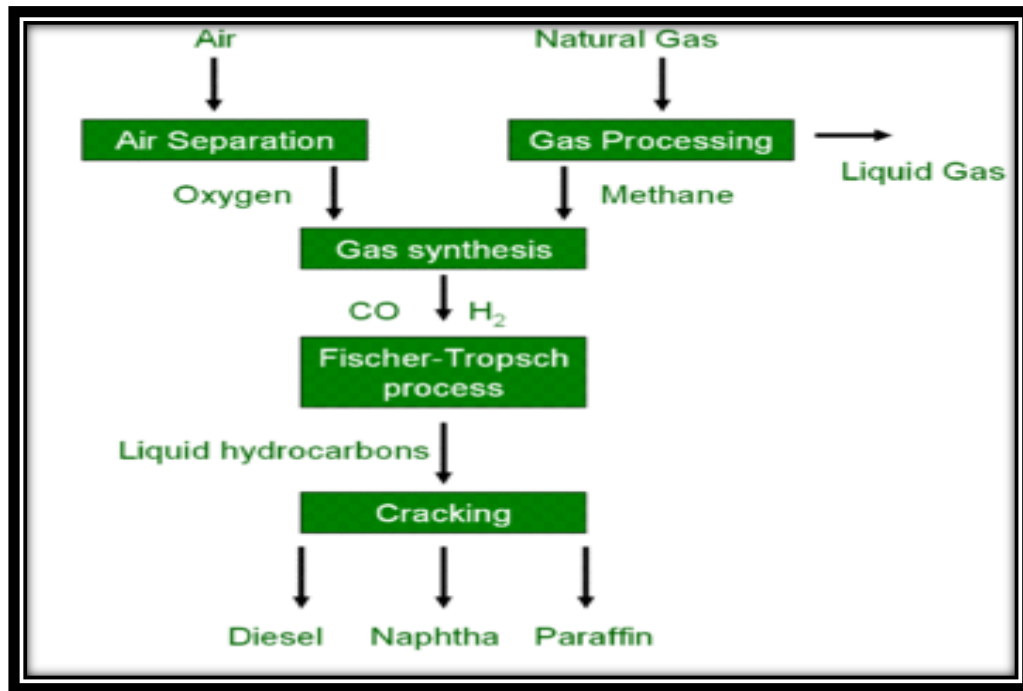 Air
Natural Gas
Air Separation
Gas Processing
Liquid Gas
Oxygen
Methane
Gas synthesis
CO
H₂
Fischer-Tropsch
process
Liquid hydrocarbons
Cracking
Diesel
Naphtha
Paraffin